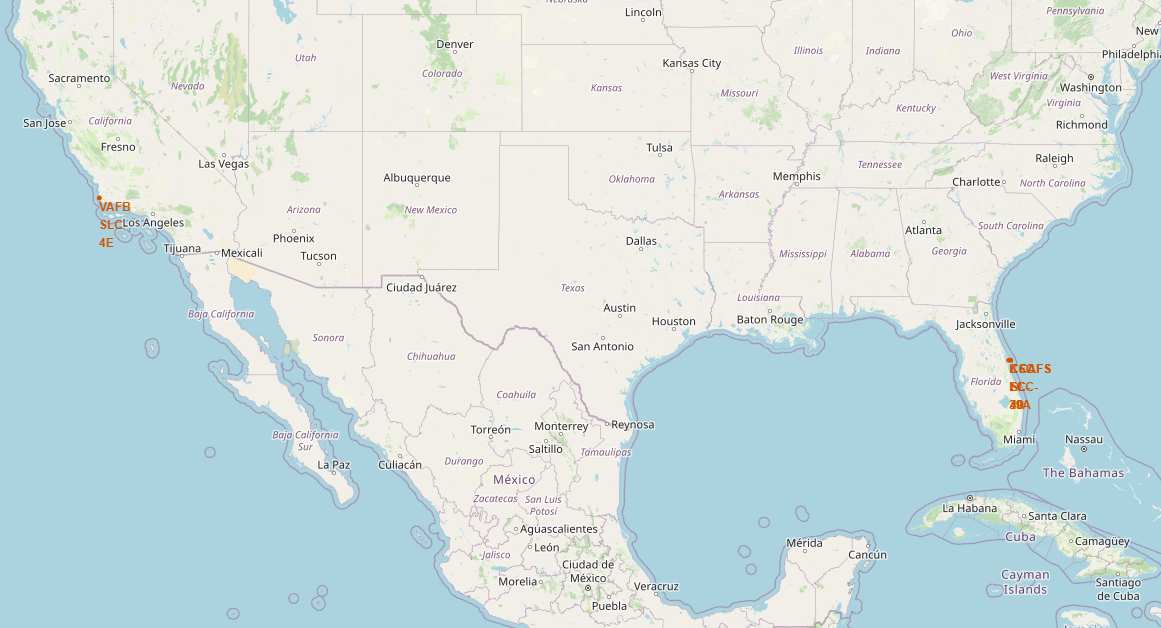 Lincoln
Pennsylvania
Denver
Utah
Illinois
Indiana
Ohio
New
Philadelphia
Sacramento
Nevada
Colorado
Kansas City
Kansas
Missouri
West Virginia
Washington
Virginia
Kentucky
San Jose
California
Richmond
Fresno
Las Vegas
Tulsa
Raleigh
Tennessee
Memphis
Albuquerque
Oklahoma
Charlotte
North Carolina
Arkansas
VAFB
SLC-
4E
Los Angeles
Arizona
New Mexico
Phoenix
Atlanta
South Carolina
Tijuana
Mexicali
Tucson
Dallas
Mississippi
Alabama
Georgia
Ciudad Juárez
Texas
Louisiana
Baja California
Austin
Houston
Baton Rouge
Jacksonville
Sonora
San Antonio
Chihuahua
Florida
Coahuila
Torreón
Monterrey
Reynosa
Baja California
Sur
Saltillo
Tamaulipas
Miami
Nassau
La Paz
Culiacán
Durango
The Bahamas
México
Zacatecas
San Luis
Potosí
La Habana
Santa Clara
Aguascalientes
Cuba
Camagüey
León
Jalisco
Mérida
Cancún
Ciudad de
México
Morelia
Veracruz
Cayman
Islands
Santiago
de Cuba
Puebla